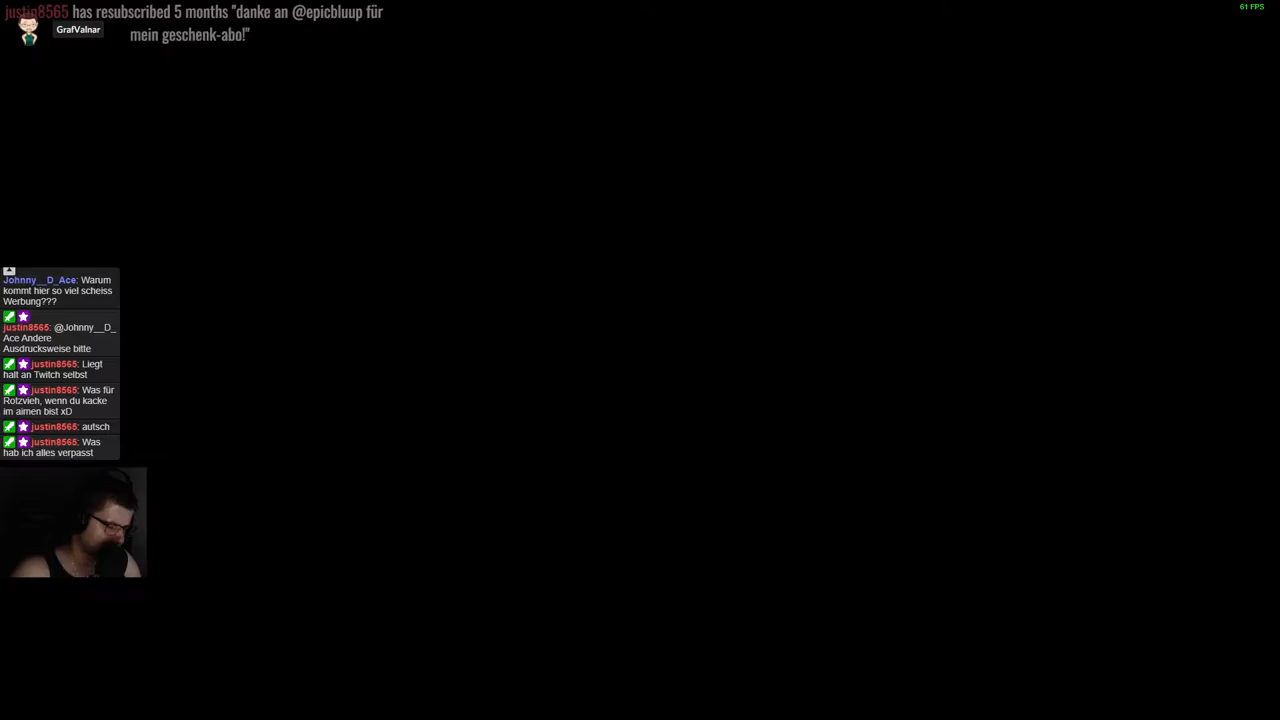 justin8565 has resubscribed 5 months "danke an @epicbluup für
mein geschenk-abo!"
GrafValnar
61 FPS
Johnny__D_Ace: Warum
kommt hier so viel scheiss
Werbung???
justin8565: @Johnny__D_
Ace Andere
Ausdrucksweise bitte
justin8565: Liegt
halt an Twitch selbst
justin8565: Was für
Rotzvieh, wenn du kacke
im aimen bist xD
justin8565: autsch
justin8565: Was
hab ich alles verpasst